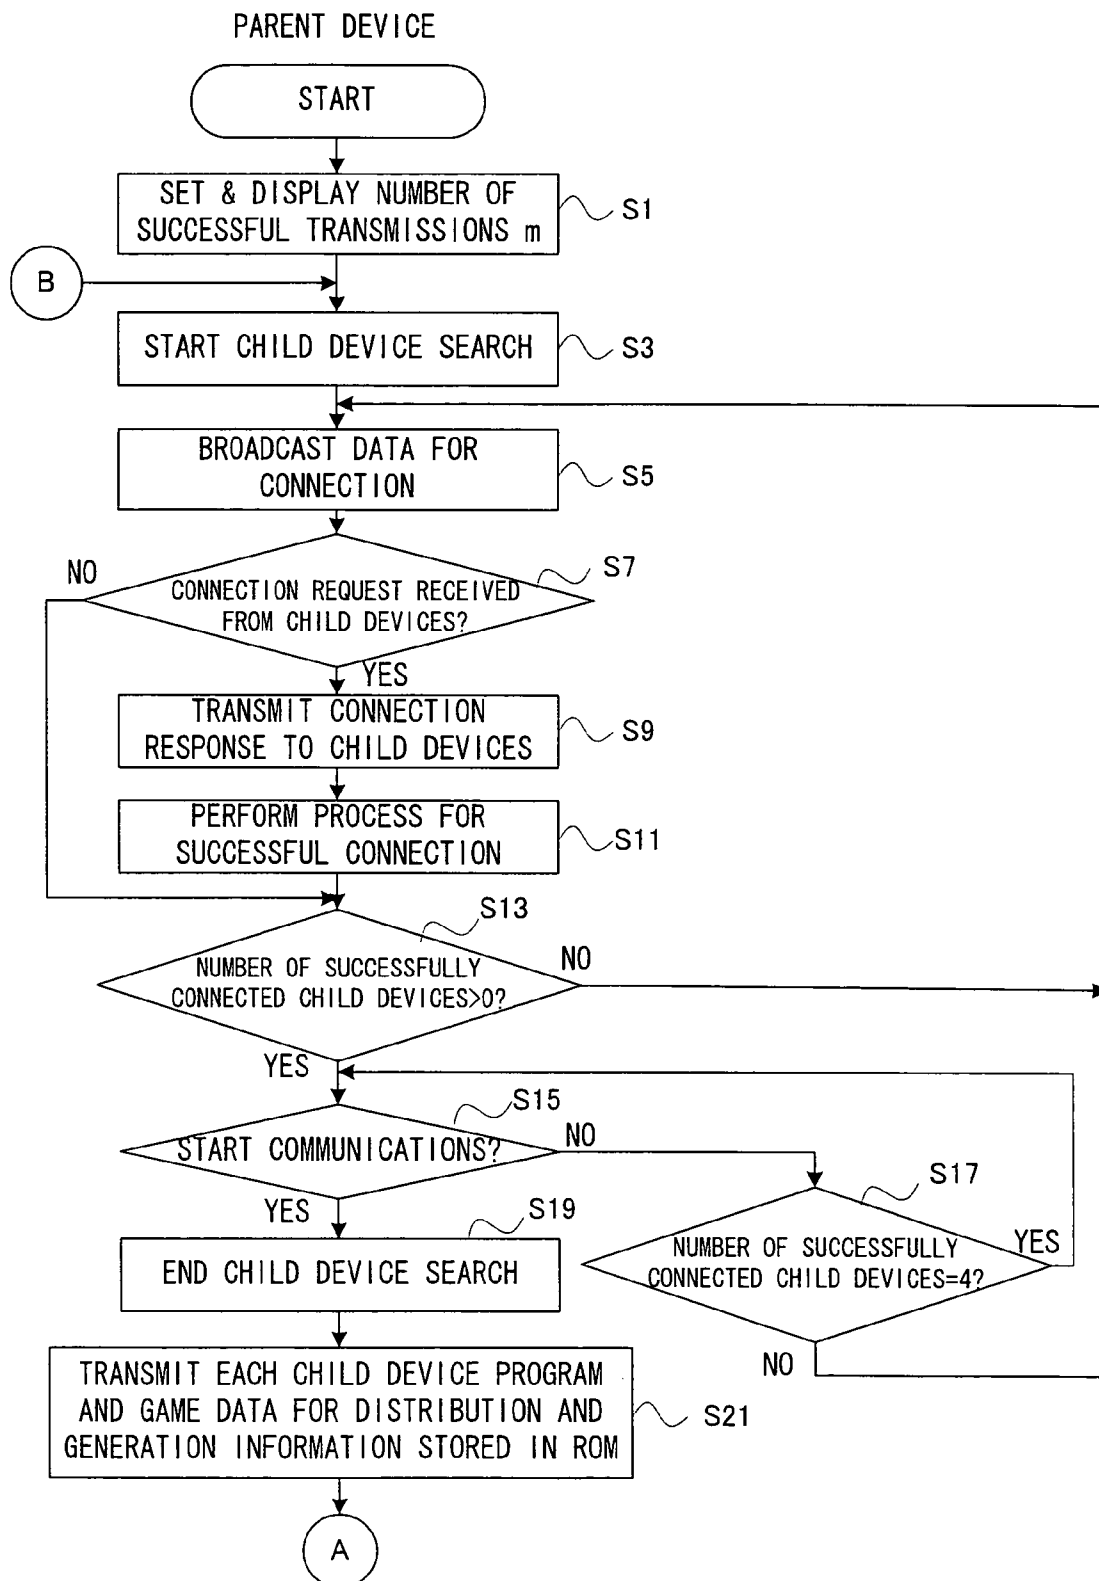 PARENT DEVICE
START
SET & DISPLAY NUMBER OF
SUCCESSFUL TRANSMISSIONS m
S1
B
START CHILD DEVICE SEARCH
S3
BROADCAST DATA FOR
CONNECTION
S5
S7
NO
CONNECTION REQUEST RECEIVED
FROM CHILD DEVICES?
YES
TRANSMIT CONNECTION
RESPONSE TO CHILD DEVICES
S9
PERFORM PROCESS FOR
SUCCESSFUL CONNECTION
S11
S13
NUMBER OF SUCCESSFULLY
CONNECTED CHILD DEVICES>0?
NO
YES
S15
START COMMUNICATIONS?
NO
S17
YES
S19
NUMBER OF SUCCESSFULLY
CONNECTED CHILD DEVICES=4?
YES
END CHILD DEVICE SEARCH
NO
TRANSMIT EACH CHILD DEVICE PROGRAM
AND GAME DATA FOR DISTRIBUTION AND
GENERATION INFORMATION STORED IN ROM
S21
A